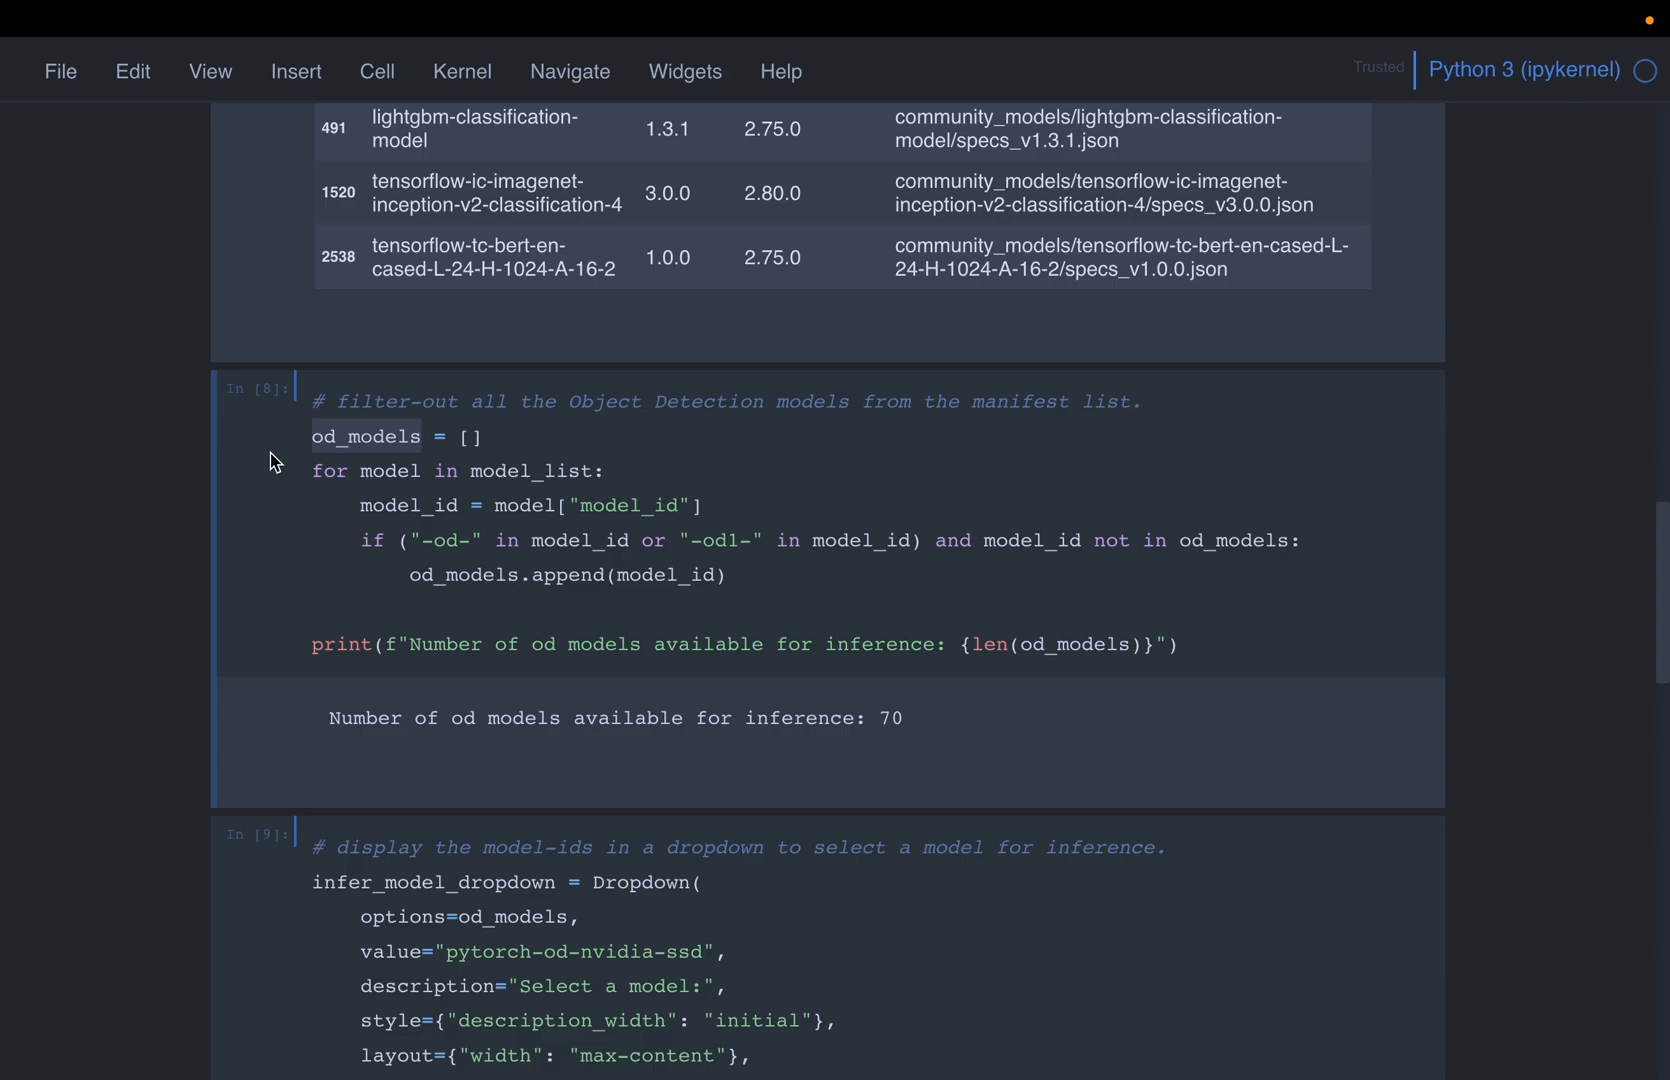 File Edit View Insert Cell Kernel Navigate Widgets Help Trusted Python 3 (ipykernel)
491 lightgbm-classification-model 1.3.1 2.75.0 community_models/lightgbm-classification-model/specs_v1.3.1.json
1520 tensorflow-ic-imagenet-inception-v2-classification-4 3.0.0 2.80.0 community_models/tensorflow-ic-imagenet-inception-v2-classification-4/specs_v3.0.0.json
2538 tensorflow-tc-bert-en-cased-L-24-H-1024-A-16-2 1.0.0 2.75.0 community_models/tensorflow-tc-bert-en-cased-L-24-H-1024-A-16-2/specs_v1.0.0.json
In [8]:
# filter-out all the Object Detection models from the manifest list.
od_models = []
for model in model_list:
    model_id = model["model_id"]
    if ("-od-" in model_id or "-od1-" in model_id) and model_id not in od_models:
        od_models.append(model_id)
print(f"Number of od models available for inference: {len(od_models)}")
Number of od models available for inference: 70
In [9]:
# display the model-ids in a dropdown to select a model for inference.
infer_model_dropdown = Dropdown(
    options=od_models,
    value="pytorch-od-nvidia-ssd",
    description="Select a model:",
    style={"description_width": "initial"},
    layout={"width": "max-content"},